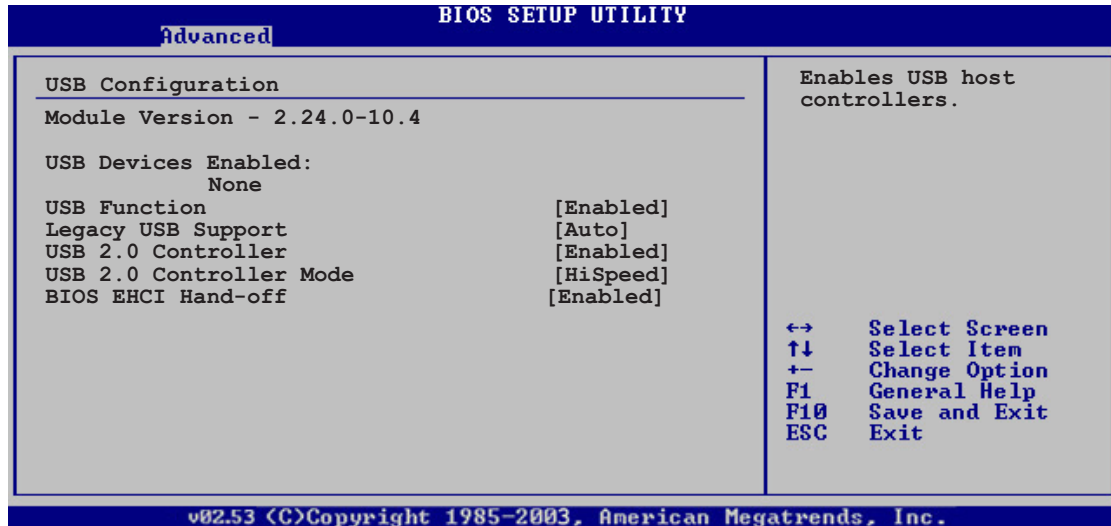 BIOS SETUP UTILITY
Advanced
USB Configuration
Module Version - 2.24.0-10.4
USB Devices Enabled:
None
USB Function [Enabled]
Legacy USB Support [Auto]
USB 2.0 Controller [Enabled]
USB 2.0 Controller Mode [HiSpeed]
BIOS EHCI Hand-off [Enabled]
Enables USB host
controllers.
←→ Select Screen
↑↓ Select Item
+- Change Option
F1 General Help
F10 Save and Exit
ESC Exit
v02.53 (C)Copyright 1985-2003, American Megatrends, Inc.